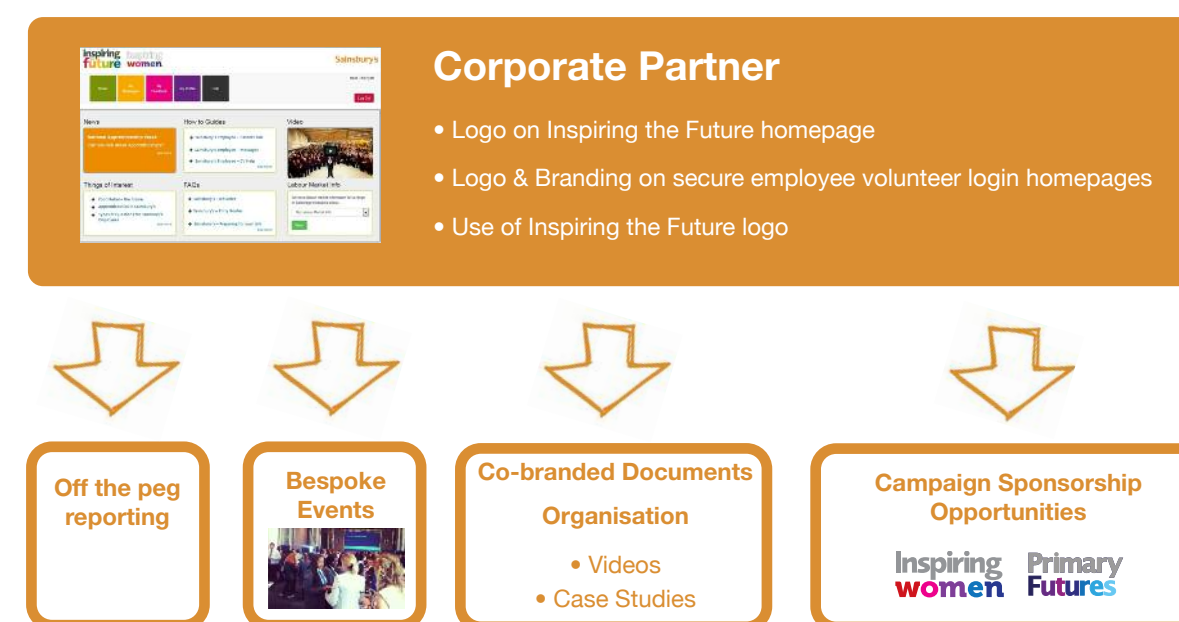 Inspiring
future
Inspiring
women
Sainsbury's
News
How to Guides
Video
Things of Interest
FAQs
Labour Market Info
Corporate Partner
• Logo on Inspiring the Future homepage
• Logo & Branding on secure employee volunteer login homepages
• Use of Inspiring the Future logo
Off the peg
reporting
Bespoke
Events
Co-branded Documents
Organisation
• Videos
• Case Studies
Campaign Sponsorship
Opportunities
Inspiring
women
Primary
Futures